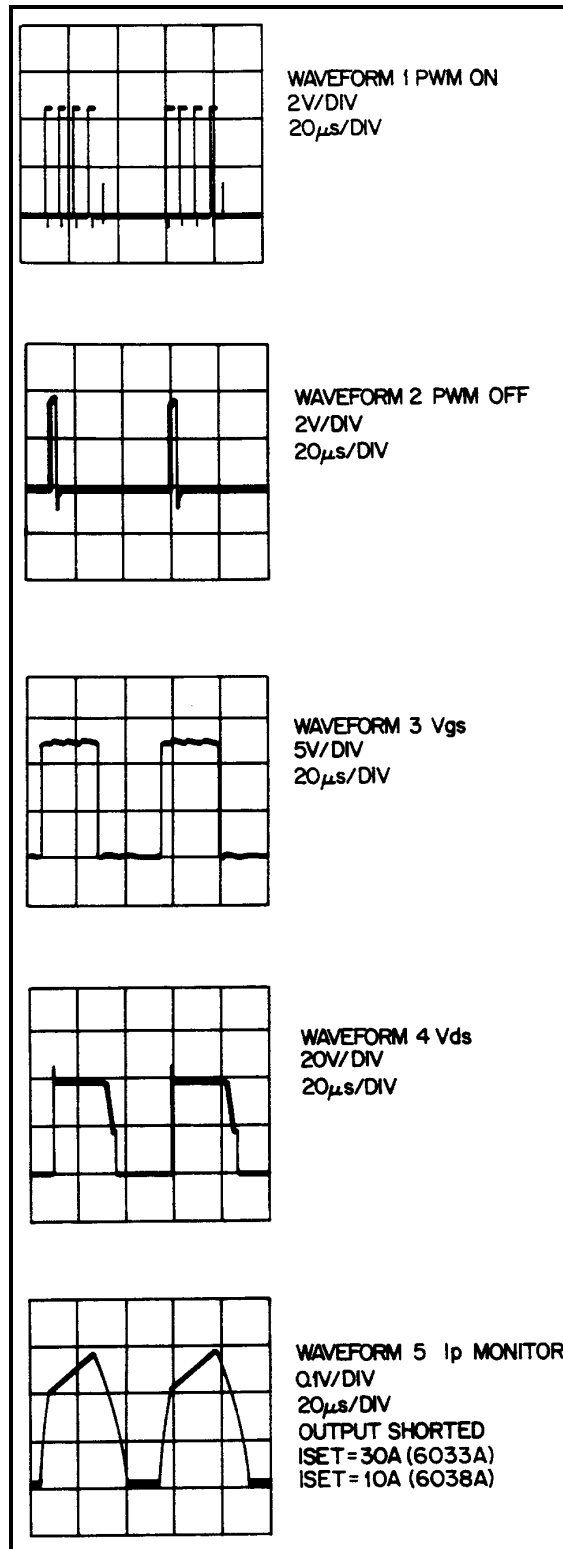 WAVEFORM 1 PWM ON
2V/DIV
20μs/DIV
WAVEFORM 2 PWM OFF
2V/DIV
20μs/DIV
WAVEFORM 3 Vgs
5V/DIV
20μs/DIV
WAVEFORM 4 Vds
20V/DIV
20μs/DIV
WAVEFORM 5 Ip MONITOR
0.1V/DIV
20μs/DIV
OUTPUT SHORTED
ISET=30A (6033A)
ISET=10A (6038A)